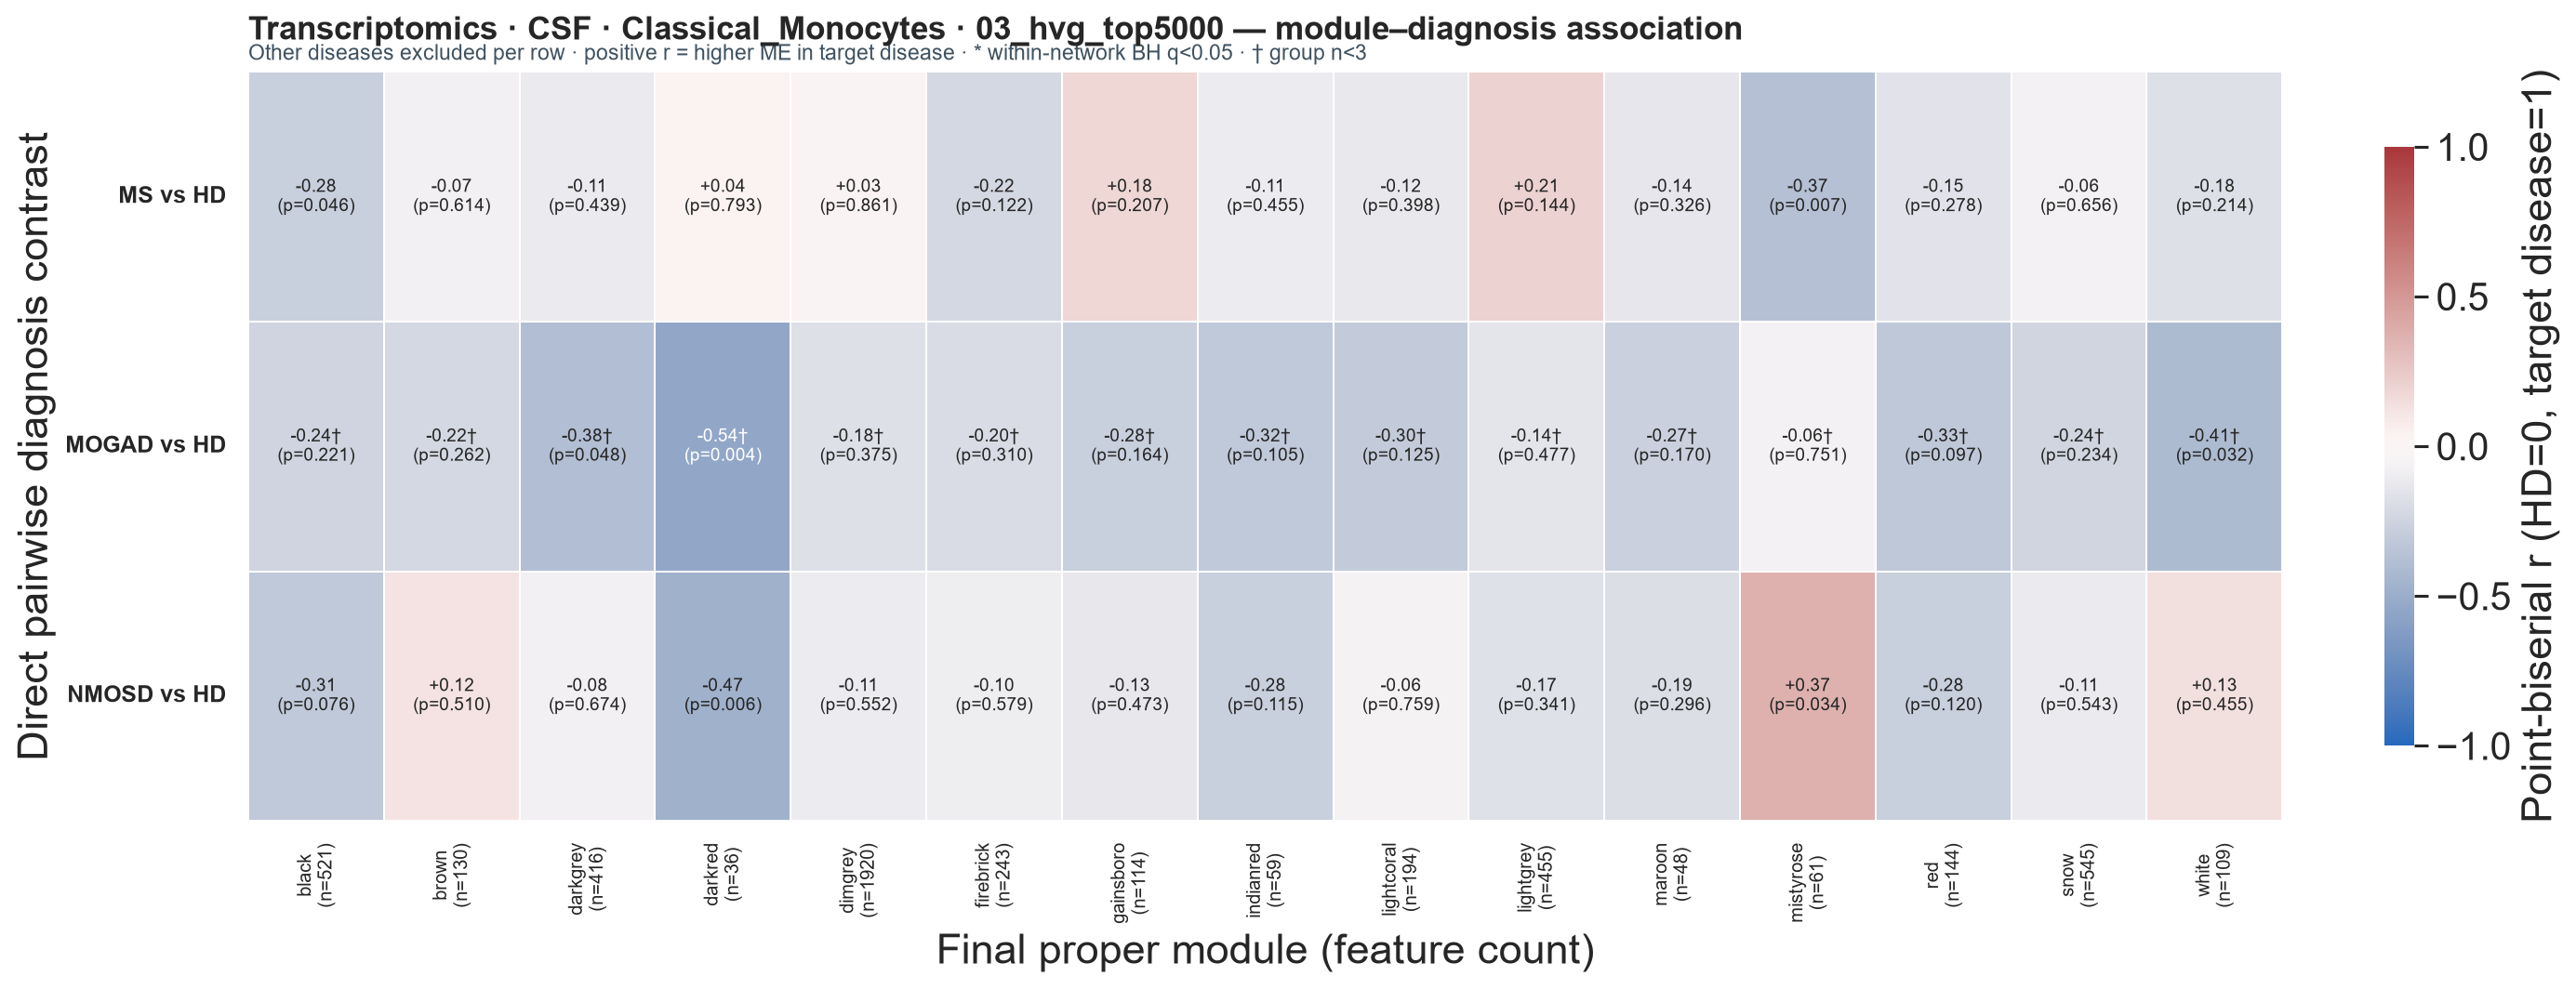 Transcriptomics · CSF · Classical_Monocytes · 03_hvg_top5000 — module–diagnosis association
Other diseases excluded per row · positive r = higher ME in target disease · * within-network BH q<0.05 · † group n<3
Direct pairwise diagnosis contrast
MS vs HD
-0.28 -0.07 -0.11 +0.04 +0.03 -0.22 +0.18 -0.11 -0.12 +0.21 -0.14 -0.37 -0.15 -0.06 -0.18
(p=0.046) (p=0.614) (p=0.439) (p=0.793) (p=0.861) (p=0.122) (p=0.207) (p=0.455) (p=0.398) (p=0.144) (p=0.326) (p=0.007) (p=0.278) (p=0.656) (p=0.214)
MOGAD vs HD
-0.24† -0.22† -0.38† -0.54† -0.18† -0.20† -0.28† -0.32† -0.30† -0.14† -0.27† -0.06† -0.33† -0.24† -0.41†
(p=0.221) (p=0.262) (p=0.048) (p=0.004) (p=0.375) (p=0.310) (p=0.164) (p=0.105) (p=0.125) (p=0.477) (p=0.170) (p=0.751) (p=0.097) (p=0.234) (p=0.032)
NMOSD vs HD
-0.31 +0.12 -0.08 -0.47 -0.11 -0.10 -0.13 -0.28 -0.06 -0.17 -0.19 +0.37 -0.28 -0.11 +0.13
(p=0.076) (p=0.510) (p=0.674) (p=0.006) (p=0.552) (p=0.579) (p=0.473) (p=0.115) (p=0.759) (p=0.341) (p=0.296) (p=0.034) (p=0.120) (p=0.543) (p=0.455)
black brown darkgrey darkred dimgrey firebrick gainsboro indianred lightcoral lightgrey maroon mistyrose red snow white
(n=521) (n=130) (n=416) (n=36) (n=1920) (n=243) (n=114) (n=59) (n=194) (n=455) (n=48) (n=61) (n=144) (n=545) (n=109)
Final proper module (feature count)
1.0
0.5
0.0
−0.5
−1.0
Point-biserial r (HD=0, target disease=1)